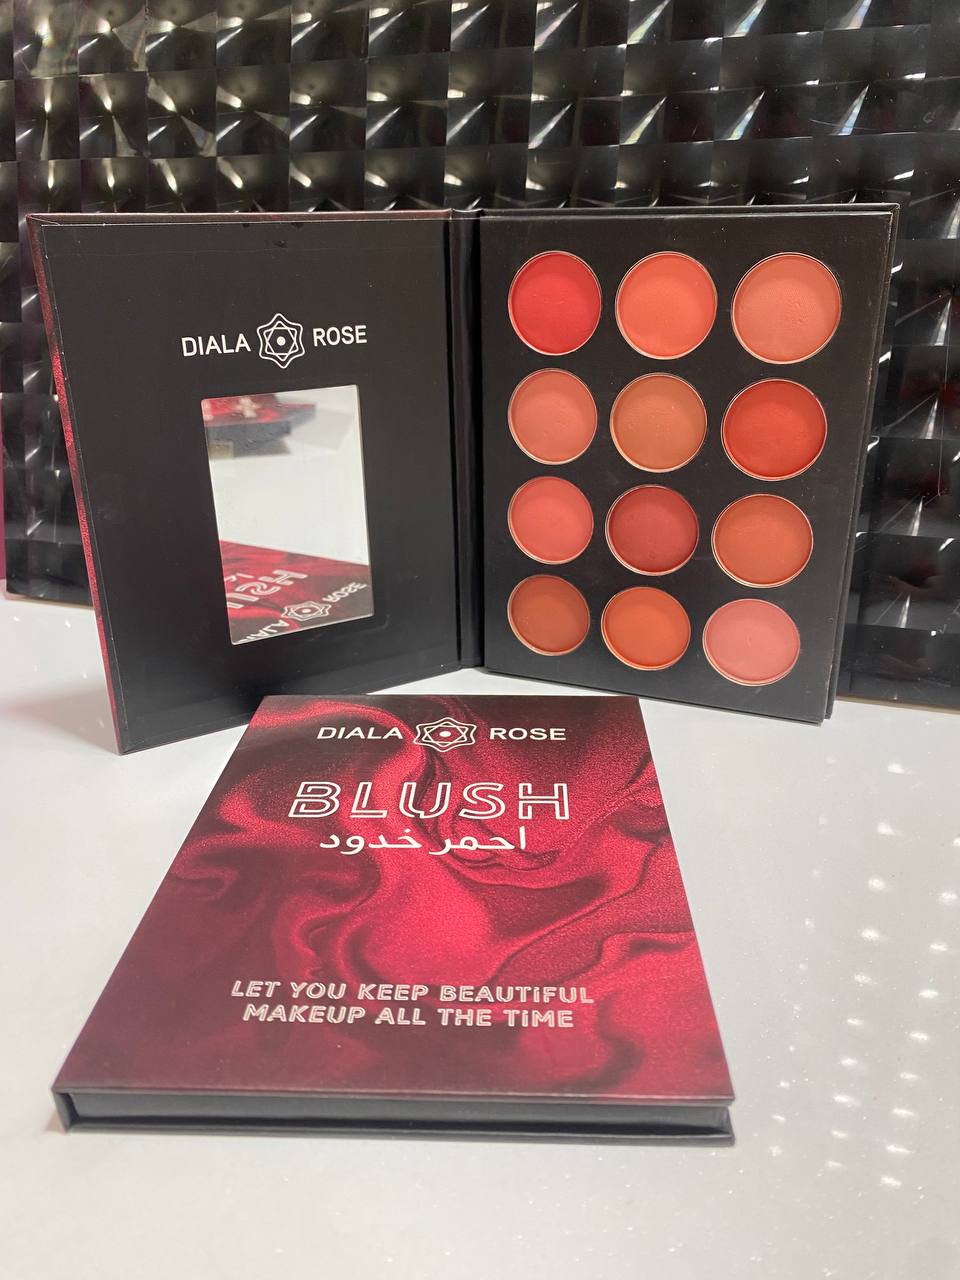 DIALA ROSE
DIALA ROSE
BLUSH
احمر خدود
LET YOU KEEP BEAUTiFUL
MAKEUP ALL THE TiME